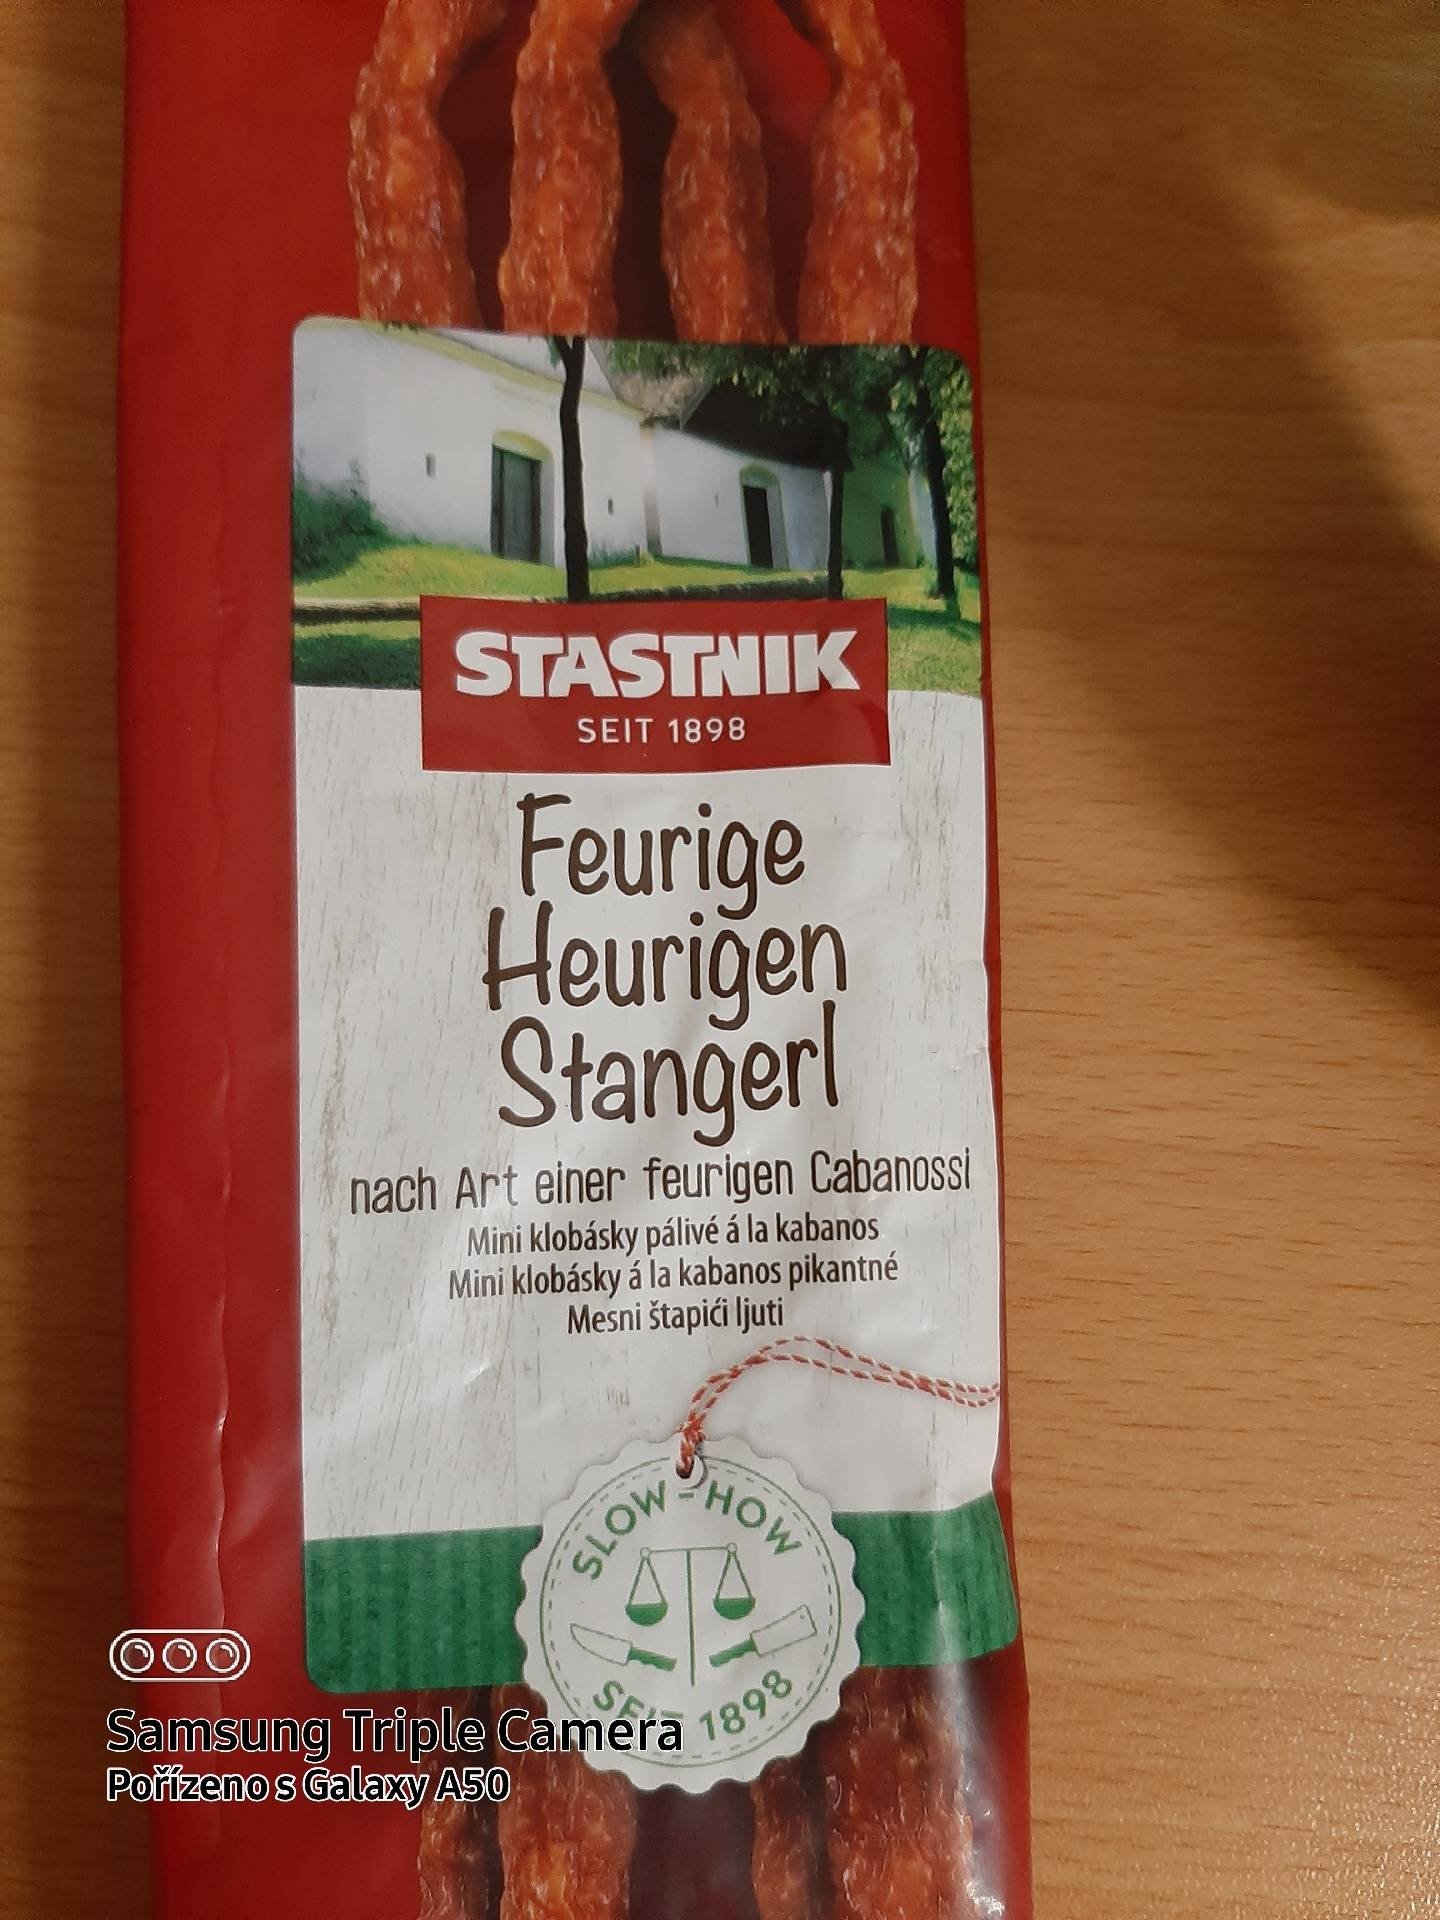 STASTNIK
SEIT 1898
Feurige
Heurigen
Stangerl
nach Art einer feurigen Cabanossi
Mini klobásky pálivé á la kabanos
Mini klobásky á la kabanos pikantné
Mesni štapići ljuti
SLOW-HOW
SEIT 1898
Samsung Triple Camera
Pořízeno s Galaxy A50